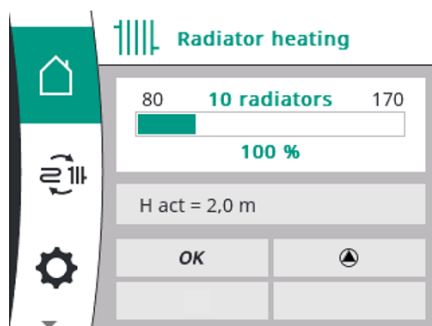 Radiator heating
80 10 radiators 170
100 %
H act = 2,0 m
OK